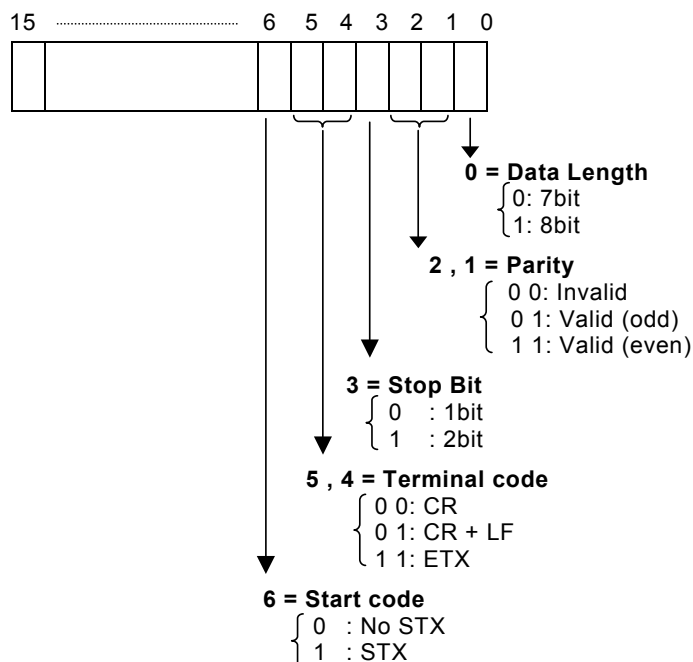 15 6 5 4 3 2 1 0
0 = Data Length
0: 7bit
1: 8bit
2 , 1 = Parity
0 0: Invalid
0 1: Valid (odd)
1 1: Valid (even)
3 = Stop Bit
0 : 1bit
1 : 2bit
5 , 4 = Terminal code
0 0: CR
0 1: CR + LF
1 1: ETX
6 = Start code
0 : No STX
1 : STX